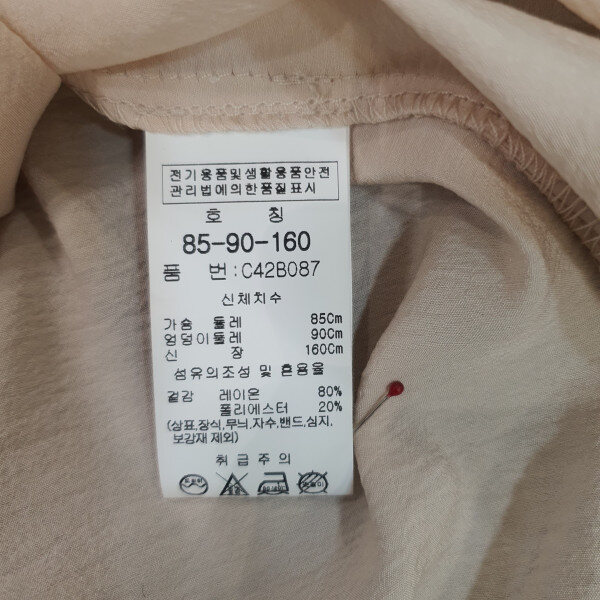 전기용품및생활용품안전
관리법에의한품질표시
호 칭
85-90-160
품 번:C42B087
신체치수
가슴 둘레 85Cm
엉덩이둘레 90Cm
신 장 160Cm
섬유의조성 및 혼용율
겉감 레이온 80%
폴리에스터 20%
(상표,장식,무늬,자수,밴드,심지,
보강재 제외)
취급주의
드라이